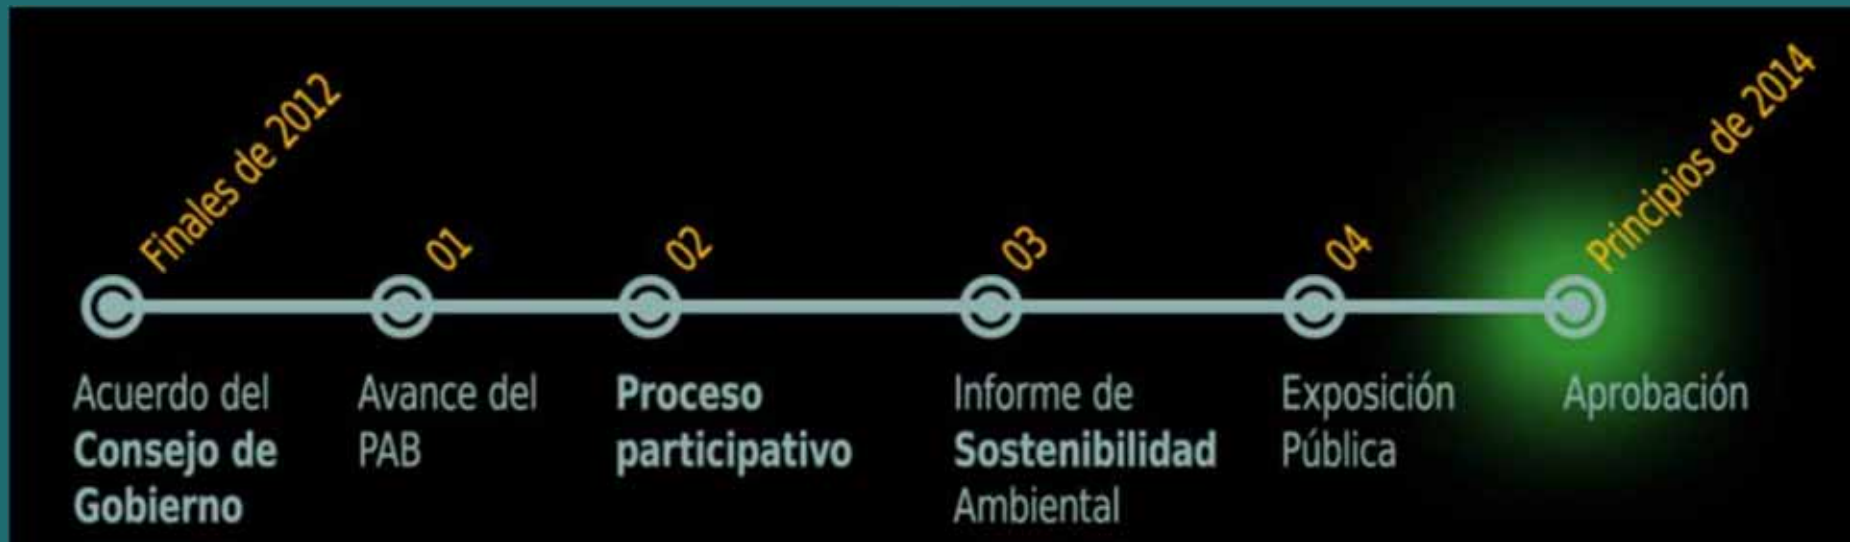 Finales de 2012
01
02
03
04
Principios de 2014
Acuerdo del
Consejo de
Gobierno
Avance del
PAB
Proceso
participativo
Informe de
Sostenibilidad
Ambiental
Exposición
Pública
Aprobación